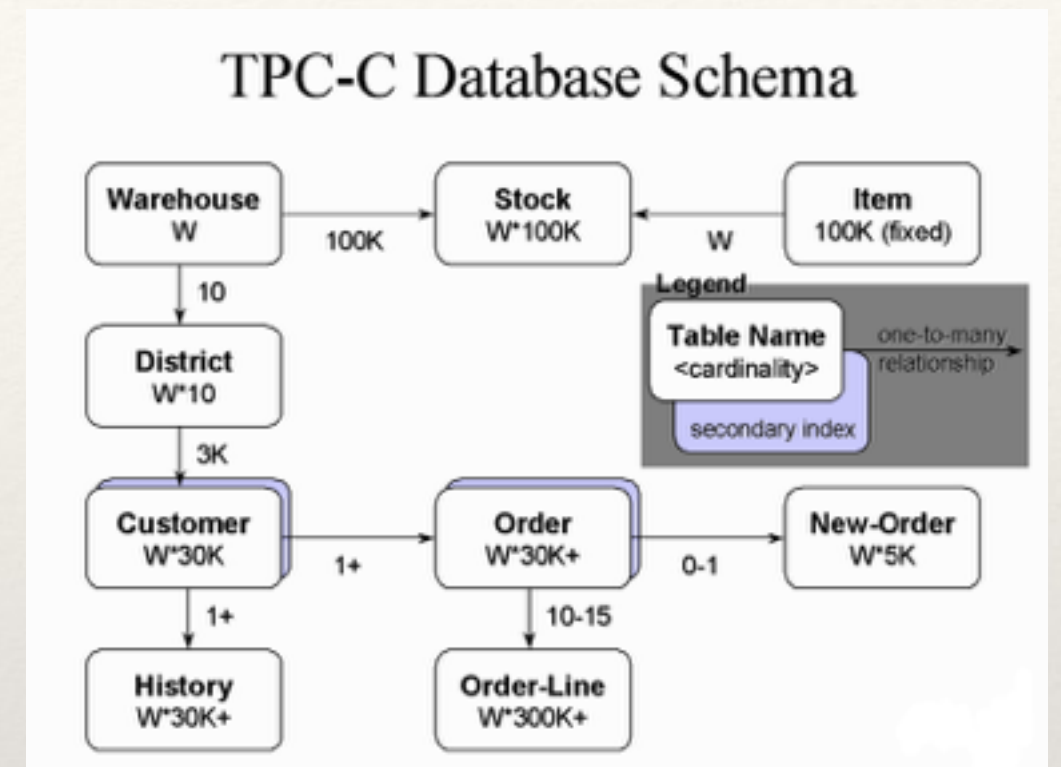 TPC-C Database Schema
Warehouse
W
100K
Stock
W*100K
W
Item
100K (fixed)
10
Legend
Table Name
<cardinality>
one-to-many
relationship
secondary index
District
W*10
3K
Customer
W*30K
1+
Order
W*30K+
0-1
New-Order
W*5K
1+
10-15
History
W*30K+
Order-Line
W*300K+